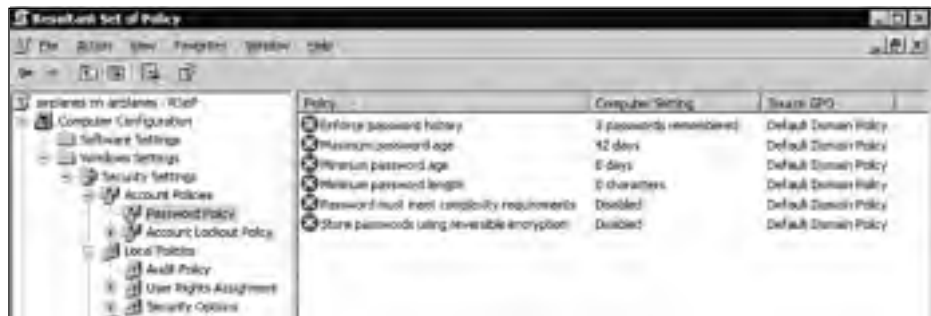 Resultant Set of Policy
File Action View Favorites Window Help
airplanes on airplanes - RSoP
Computer Configuration
Software Settings
Windows Settings
Security Settings
Account Policies
Password Policy
Account Lockout Policy
Local Policies
Audit Policy
User Rights Assignment
Security Options
Policy Computer Setting Source GPO
Enforce password history 3 passwords remembered Default Domain Policy
Maximum password age 42 days Default Domain Policy
Minimum password age 0 days Default Domain Policy
Minimum password length 0 characters Default Domain Policy
Password must meet complexity requirements Disabled Default Domain Policy
Store passwords using reversible encryption Disabled Default Domain Policy